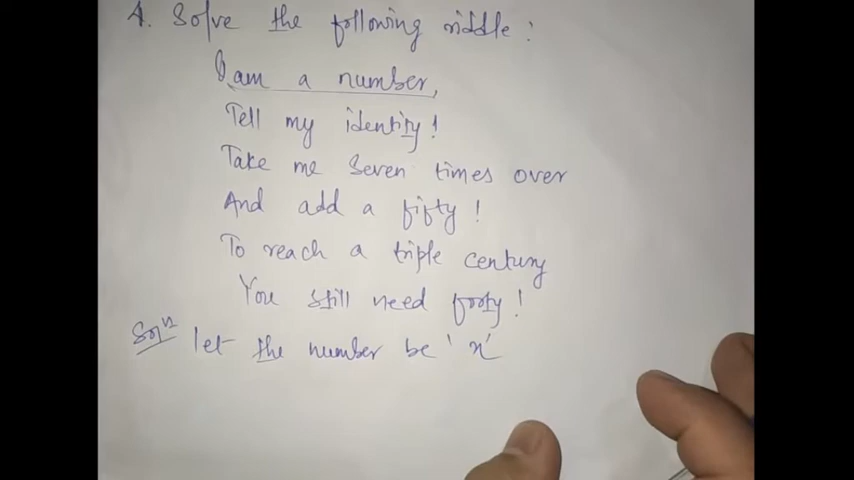 4. Solve the following riddle:
I am a number,
Tell my identity!
Take me seven times over
And add a fifty!
To reach a triple century
You still need forty!
Solⁿ let the number be 'x'